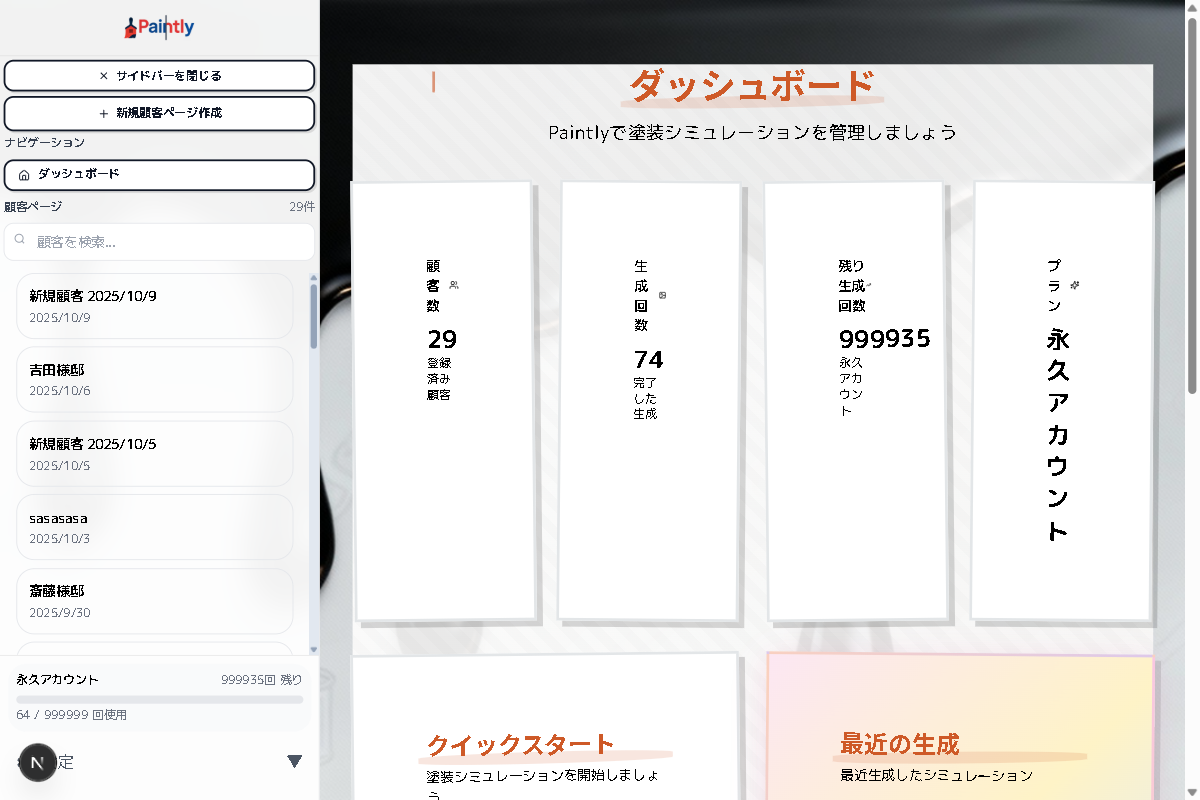 Paintly
× サイドバーを閉じる
+ 新規顧客ページ作成
ナビゲーション
ダッシュボード
顧客ページ 29件
顧客を検索...
新規顧客 2025/10/9
2025/10/9
吉田様邸
2025/10/6
新規顧客 2025/10/5
2025/10/5
sasasasa
2025/10/3
斎藤様邸
2025/9/30
永久アカウント 999935回 残り
64 / 999999 回使用
N
定
ダッシュボード
Paintlyで塗装シミュレーションを管理しましょう
顧
客
数
29
登録
済み
顧客
生
成
回
数
74
完了
した
生成
残り
生成
回数
999935
永久
アカ
ウン
ト
プ
ラ
ン
永
久
ア
カ
ウ
ン
ト
クイックスタート
塗装シミュレーションを開始しましょ
う
最近の生成
最近生成したシミュレーション